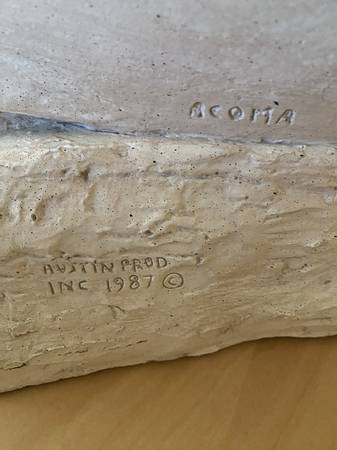 ACOMA
AUSTIN PROD
INC 1987 ©